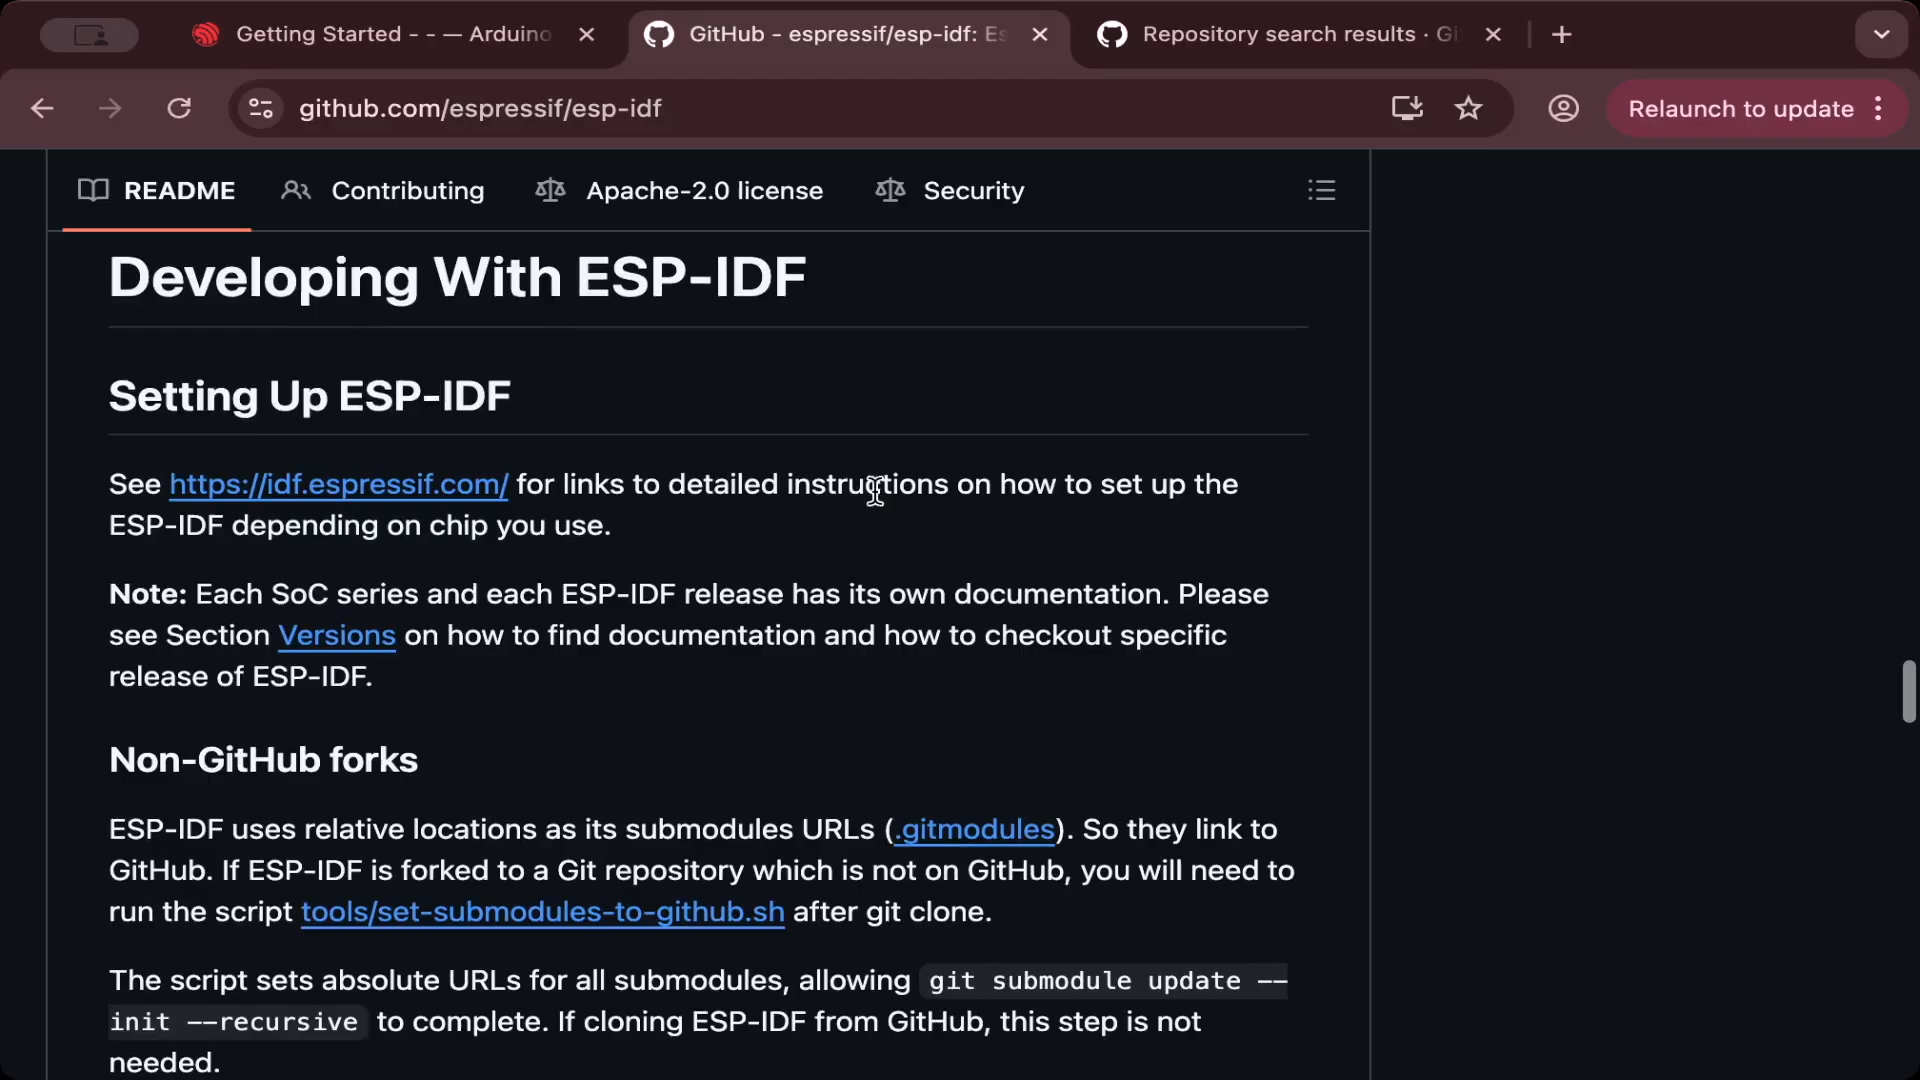 Getting Started - - — Arduino
GitHub - espressif/esp-idf: Es
Repository search results · Gi
github.com/espressif/esp-idf
Relaunch to update
README
Contributing
Apache-2.0 license
Security
Developing With ESP-IDF
Setting Up ESP-IDF
See https://idf.espressif.com/ for links to detailed instructions on how to set up the
ESP-IDF depending on chip you use.
Note: Each SoC series and each ESP-IDF release has its own documentation. Please
see Section Versions on how to find documentation and how to checkout specific
release of ESP-IDF.
Non-GitHub forks
ESP-IDF uses relative locations as its submodules URLs (.gitmodules). So they link to
GitHub. If ESP-IDF is forked to a Git repository which is not on GitHub, you will need to
run the script tools/set-submodules-to-github.sh after git clone.
The script sets absolute URLs for all submodules, allowing git submodule update --
init --recursive to complete. If cloning ESP-IDF from GitHub, this step is not
needed.